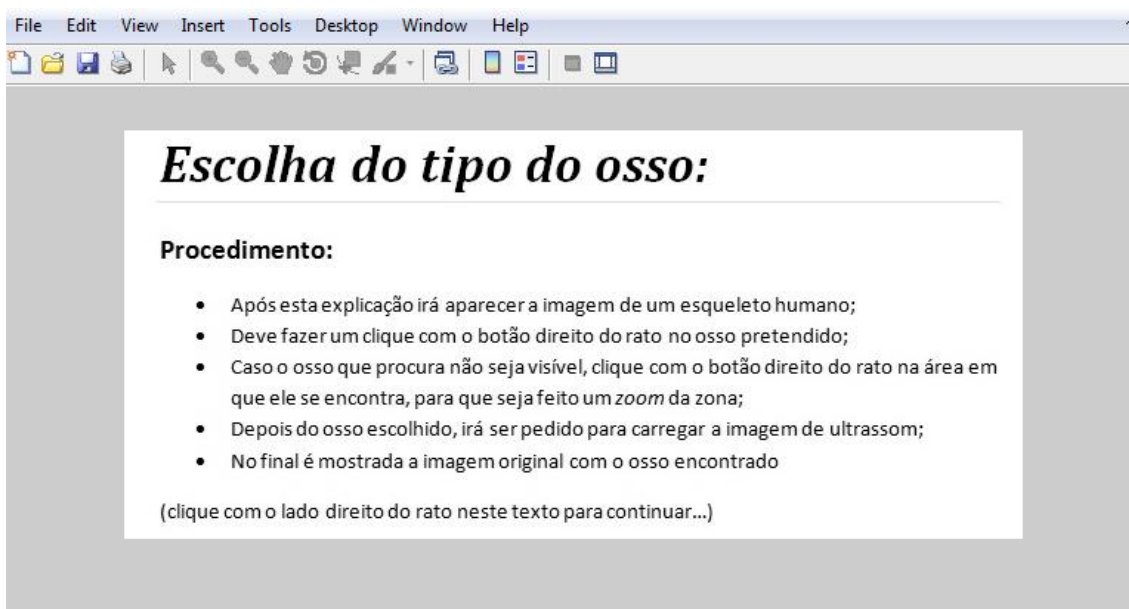 File Edit View Insert Tools Desktop Window Help
Escolha do tipo do osso:
Procedimento:
• Após esta explicação irá aparecer a imagem de um esqueleto humano;
• Deve fazer um clique com o botão direito do rato no osso pretendido;
• Caso o osso que procura não seja visível, clique com o botão direito do rato na área em
que ele se encontra, para que seja feito um zoom da zona;
• Depois do osso escolhido, irá ser pedido para carregar a imagem de ultrassom;
• No final é mostrada a imagem original com o osso encontrado
(clique com o lado direito do rato neste texto para continuar...)